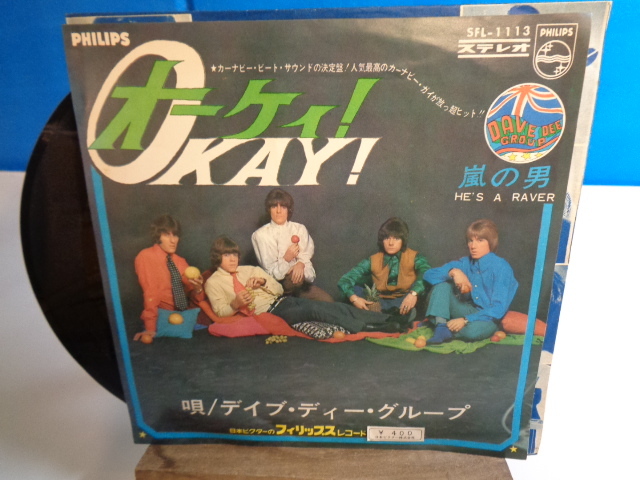 PHILIPS
SFL-1113
ステレオ
PHILIPS
★カーナビー・ビート・サウンドの決定盤!人気最高のカーナビー・ガイが放つ超ヒット!!
オーケイ!
OKAY!
DAVE DEE
GROUP
嵐の男
HE'S A RAVER
唄/デイブ・ディー・グループ
日本ビクターのフィリップスレコード
¥400